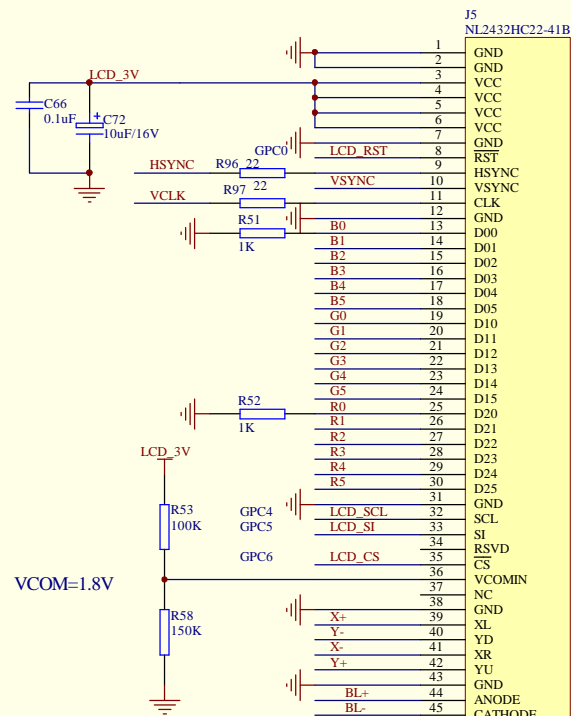 J5
NL2432HC22-41B
1 GND
2 GND
LCD_3V 3 VCC
4 VCC
C66 5 VCC
0.1uF + C72 6 VCC
10uF/16V 7 GND
GPC0 LCD_RST 8 RST
HSYNC R96 22 9 HSYNC
VSYNC 10 VSYNC
VCLK R97 22 11 CLK
12 GND
R51 B0 13 D00
1K B1 14 D01
B2 15 D02
B3 16 D03
B4 17 D04
B5 18 D05
G0 19 D10
G1 20 D11
G2 21 D12
G3 22 D13
G4 23 D14
G5 24 D15
R52 R0 25 D20
1K R1 26 D21
R2 27 D22
R3 28 D23
LCD_3V R4 29 D24
R5 30 D25
31 GND
R53 GPC4 LCD_SCL 32 SCL
100K GPC5 LCD_SI 33 SI
34 RSVD
GPC6 LCD_CS 35 CS
VCOM=1.8V 36 VCOMIN
37 NC
R58 38 GND
150K X+ 39 XL
Y- 40 YD
X- 41 XR
Y+ 42 YU
43 GND
BL+ 44 ANODE
BL- 45 CATHODE